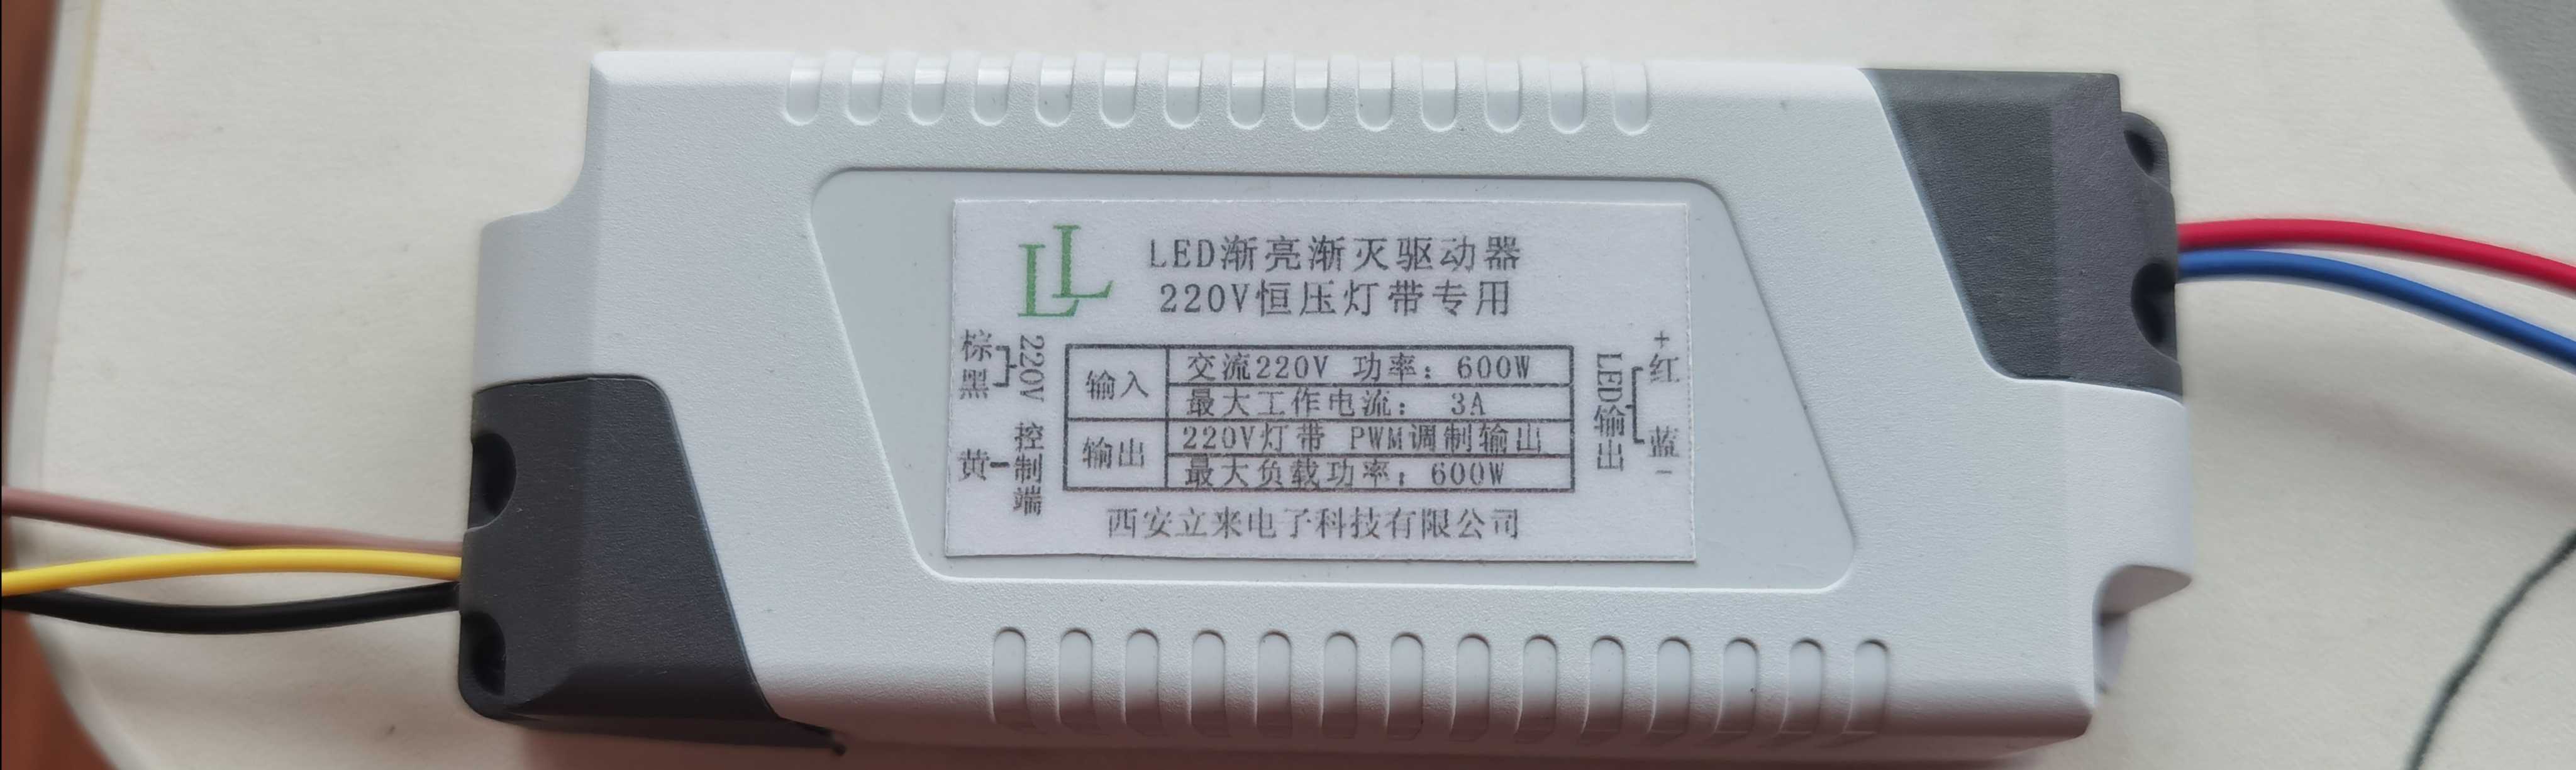 LL
LED渐亮渐灭驱动器
220V恒压灯带专用
棕
黑
220V
黄
控制端
输入
交流220V 功率：600W
最大工作电流： 3A
输出
220V灯带 PWM调制输出
最大负载功率：600W
LED输出
+
红
蓝
-
西安立来电子科技有限公司